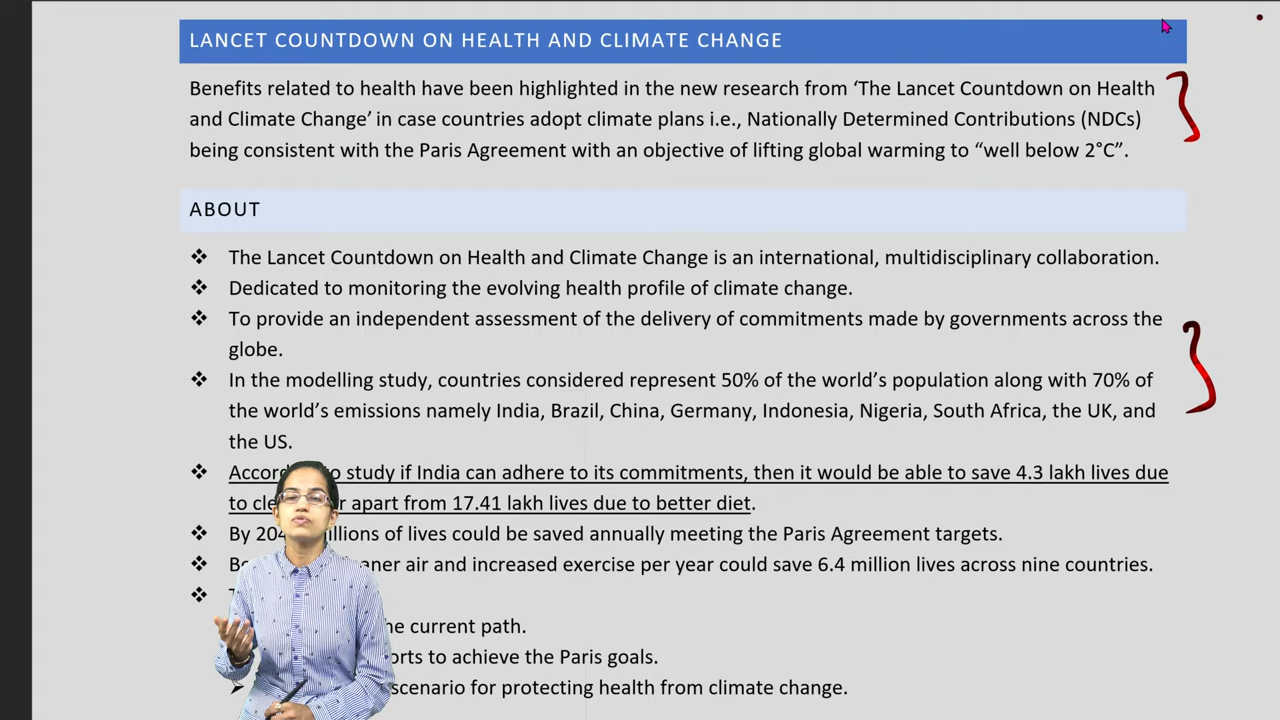 LANCET COUNTDOWN ON HEALTH AND CLIMATE CHANGE
Benefits related to health have been highlighted in the new research from ‘The Lancet Countdown on Health
and Climate Change’ in case countries adopt climate plans i.e., Nationally Determined Contributions (NDCs)
being consistent with the Paris Agreement with an objective of lifting global warming to “well below 2°C”.
ABOUT
❖ The Lancet Countdown on Health and Climate Change is an international, multidisciplinary collaboration.
❖ Dedicated to monitoring the evolving health profile of climate change.
❖ To provide an independent assessment of the delivery of commitments made by governments across the
globe.
❖ In the modelling study, countries considered represent 50% of the world’s population along with 70% of
the world’s emissions namely India, Brazil, China, Germany, Indonesia, Nigeria, South Africa, the UK, and
the US.
❖ study if India can adhere to its commitments, then it would be able to save 4.3 lakh lives due
to apart from 17.41 lakh lives due to better diet.
❖ By of lives could be saved annually meeting the Paris Agreement targets.
❖ air and increased exercise per year could save 6.4 million lives across nine countries.
❖
current path.
to achieve the Paris goals.
➢ scenario for protecting health from climate change.